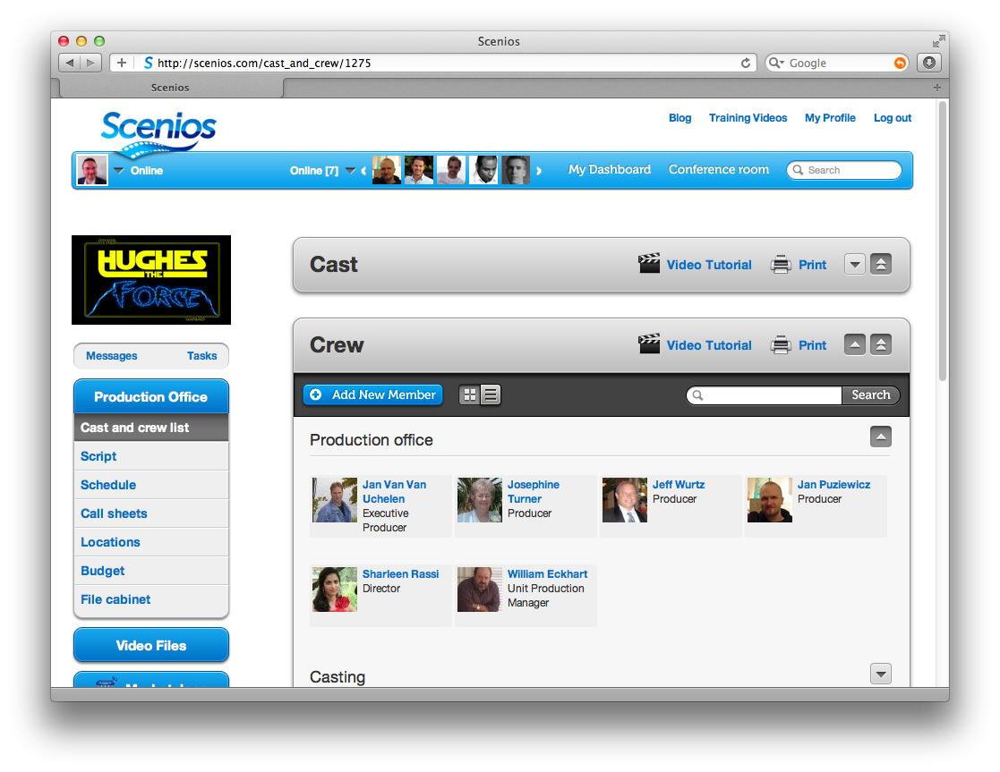 Scenios
http://scenios.com/cast_and_crew/1275
Google
Scenios
Scenios
Blog Training Videos My Profile Log out
Online
Online [7]
My Dashboard Conference room Search
STAR
HUGHES
THE
FORCE
WARS
Cast
Video Tutorial Print
Crew
Video Tutorial Print
Messages Tasks
Production Office
Cast and crew list
Script
Schedule
Call sheets
Locations
Budget
File cabinet
Video Files
Add New Member
Search
Production office
Jan Van Van
Uchelen
Executive
Producer
Josephine
Turner
Producer
Jeff Wurtz
Producer
Jan Puziewicz
Producer
Sharleen Rassi
Director
William Eckhart
Unit Production
Manager
Casting